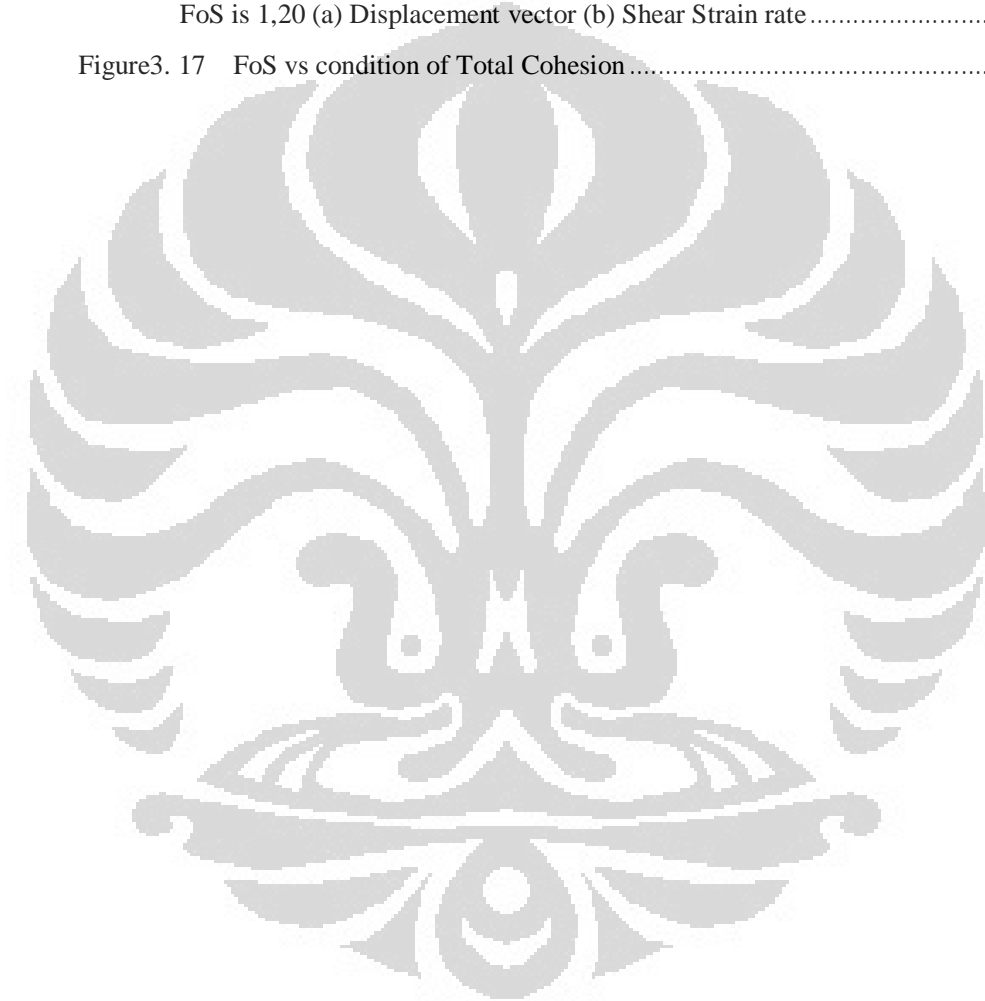 FoS is 1,20 (a) Displacement vector (b) Shear Strain rate.........................
Figure3. 17 FoS vs condition of Total Cohesion..................................................